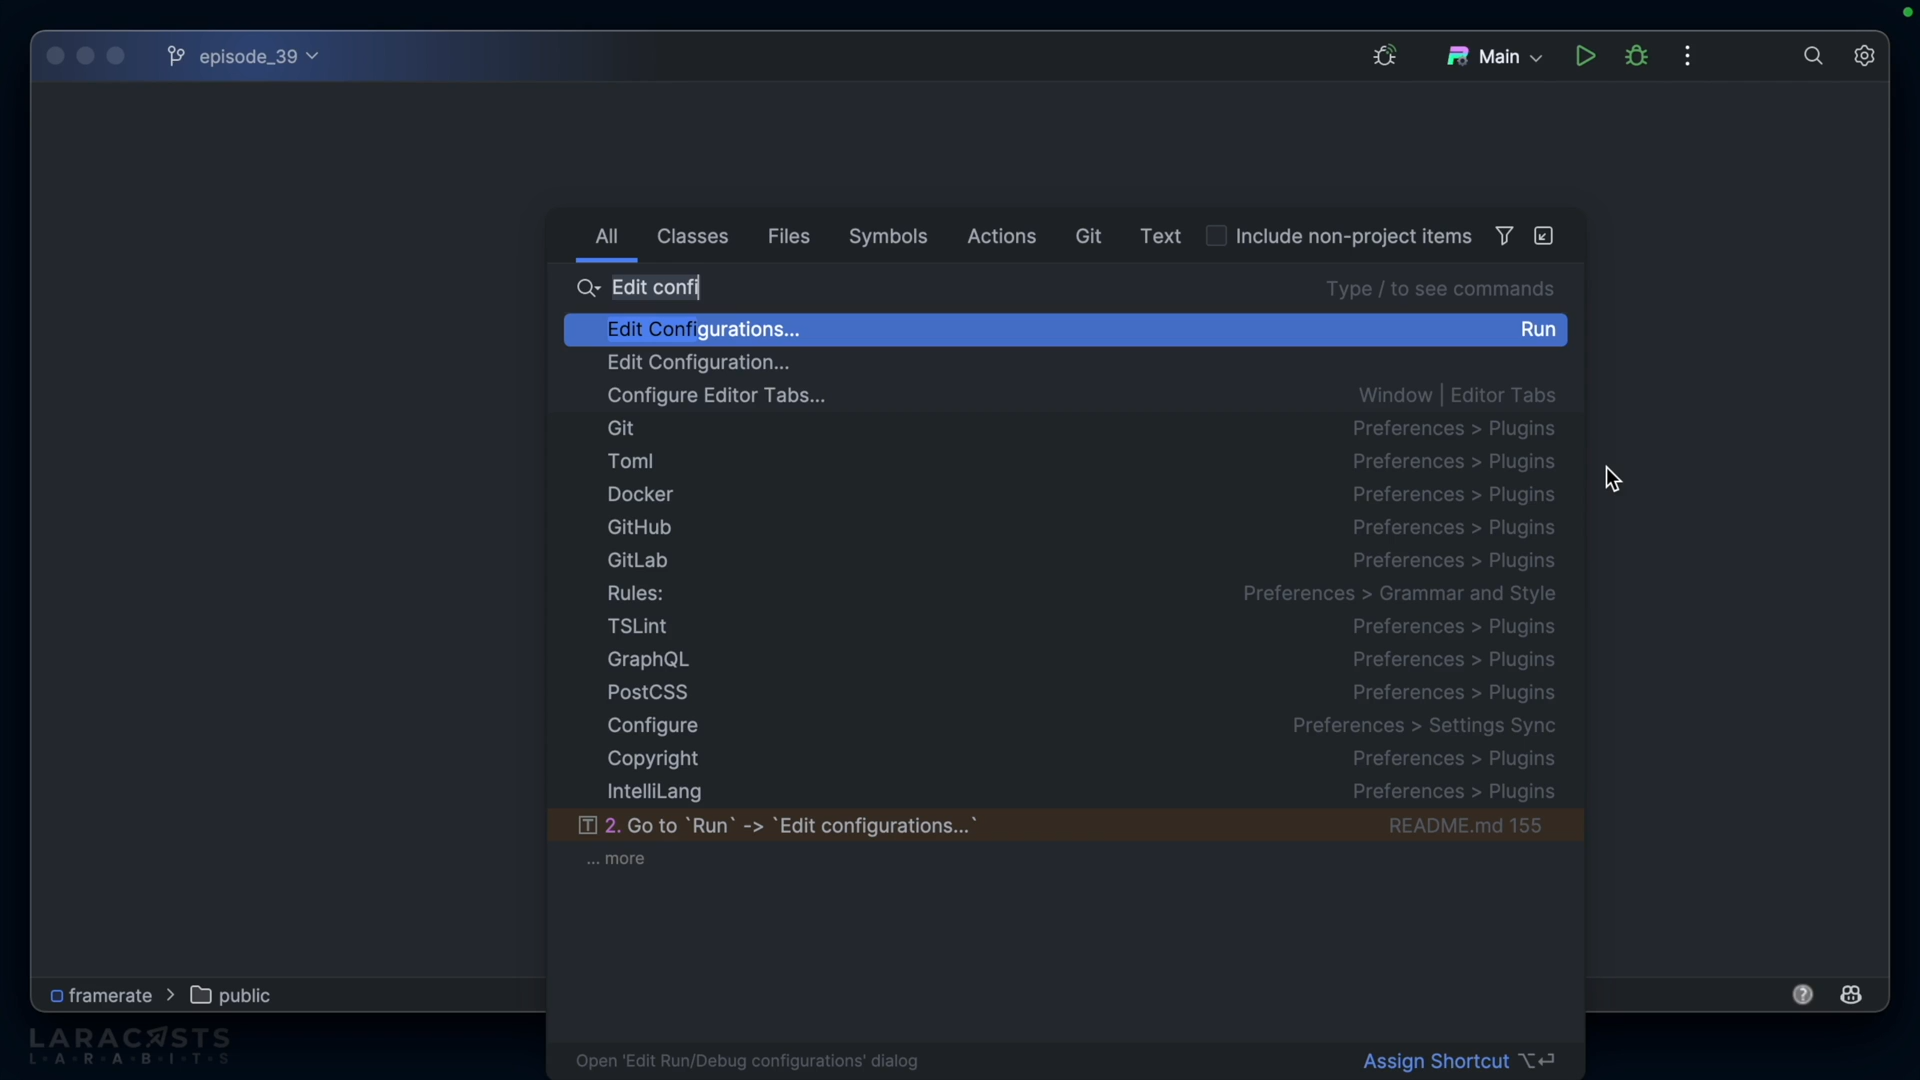 episode_39
Main
All Classes Files Symbols Actions Git Text Include non-project items
Edit confi Type / to see commands
Edit Configurations... Run
Edit Configuration...
Configure Editor Tabs... Window | Editor Tabs
Git Preferences > Plugins
Toml Preferences > Plugins
Docker Preferences > Plugins
GitHub Preferences > Plugins
GitLab Preferences > Plugins
Rules: Preferences > Grammar and Style
TSLint Preferences > Plugins
GraphQL Preferences > Plugins
PostCSS Preferences > Plugins
Configure Preferences > Settings Sync
Copyright Preferences > Plugins
IntelliLang Preferences > Plugins
2. Go to `Run` -> `Edit configurations...` README.md 155
... more
framerate > public
LARACASTS
L·A·R·A·B·I·T·S
Open 'Edit Run/Debug configurations' dialog Assign Shortcut ⌥⏎